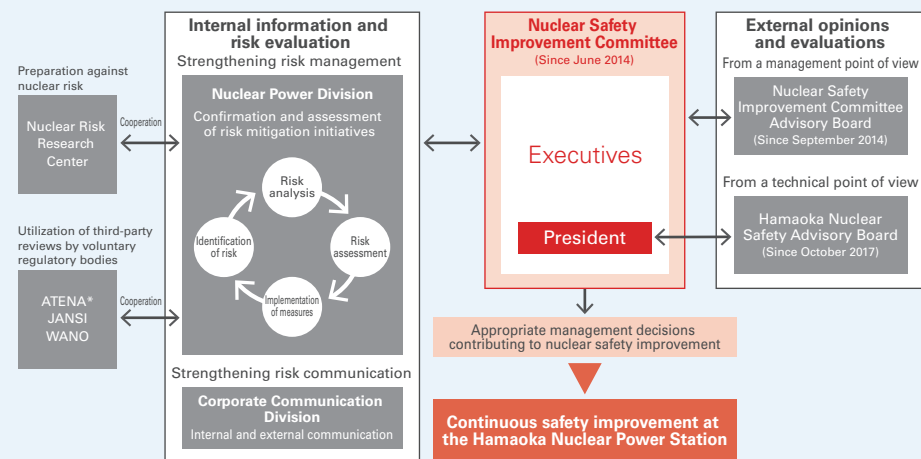 Preparation against
nuclear risk
Nuclear Risk
Research
Center
Cooperation
Utilization of third-party
reviews by voluntary
regulatory bodies
ATENA*
JANSI
WANO
Cooperation
Internal information and
risk evaluation
Strengthening risk management
Nuclear Power Division
Confirmation and assessment
of risk mitigation initiatives
Risk
analysis
Risk
assessment
Implementation
of measures
Identification
of risk
Strengthening risk communication
Corporate Communication
Division
Internal and external communication
Nuclear Safety
Improvement Committee
(Since June 2014)
Executives
President
Appropriate management decisions
contributing to nuclear safety improvement
Continuous safety improvement at
the Hamaoka Nuclear Power Station
External opinions
and evaluations
From a management point of view
Nuclear Safety
Improvement Committee
Advisory Board
(Since September 2014)
From a technical point of view
Hamaoka Nuclear
Safety Advisory Board
(Since October 2017)